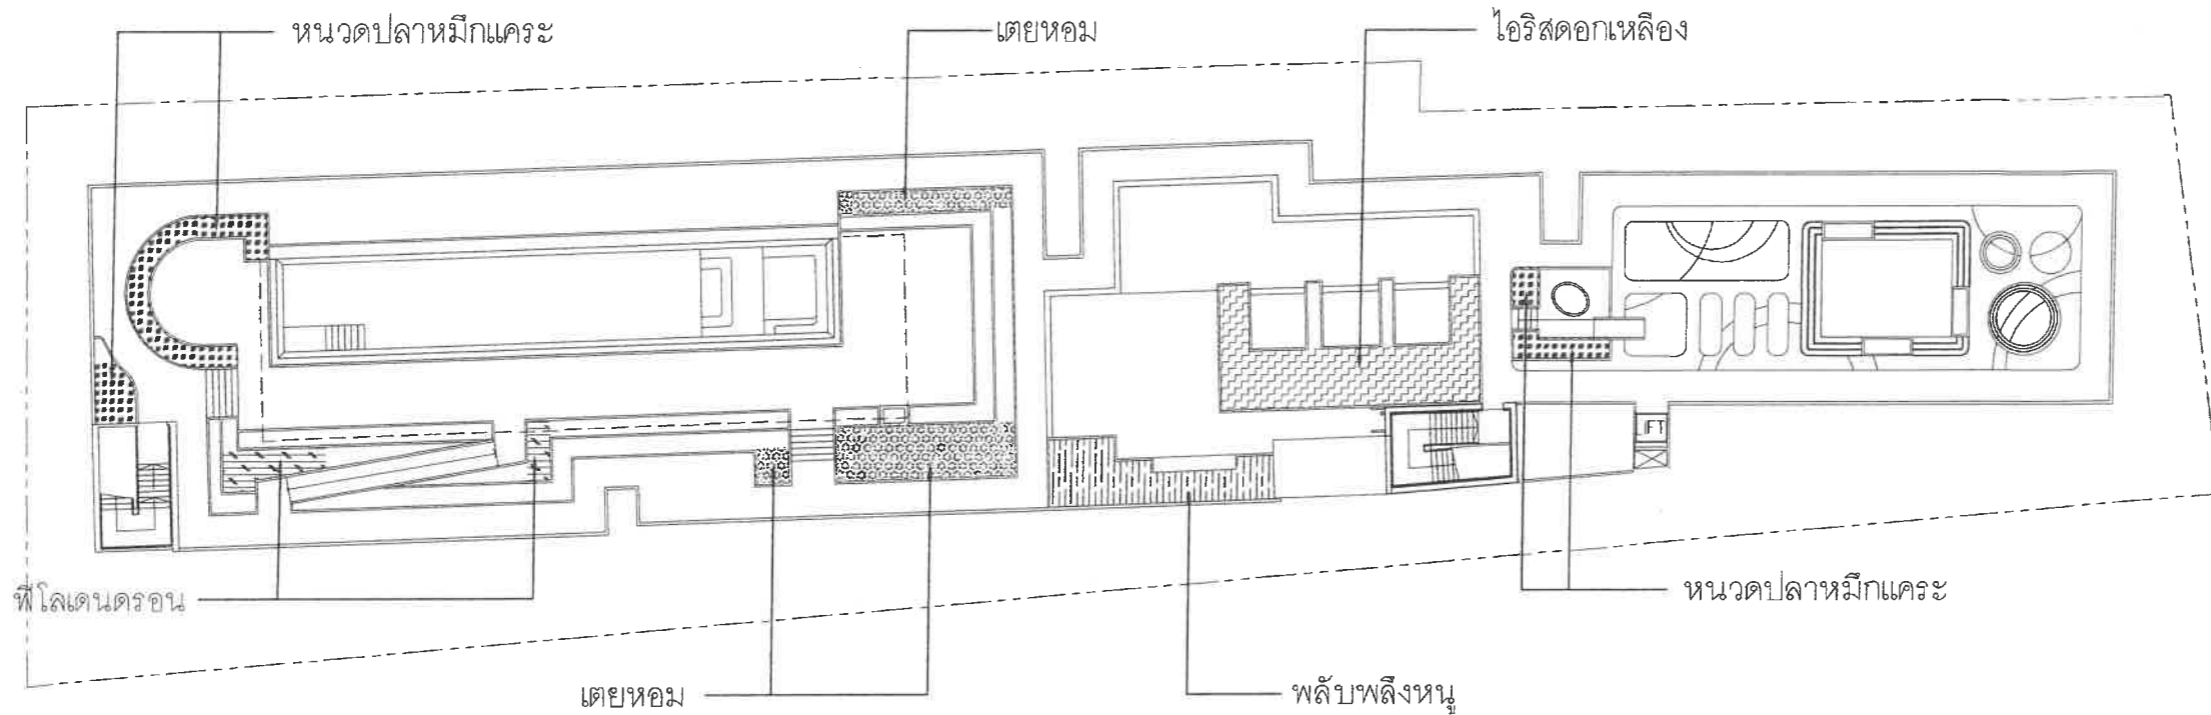 หนวดปลาหมึกแคระ
เตยหอม
ไอริสดอกเหลือง
LIFT
ฟิโลเดนดรอน
หนวดปลาหมึกแคระ
เตยหอม
พลับพลึงหนู